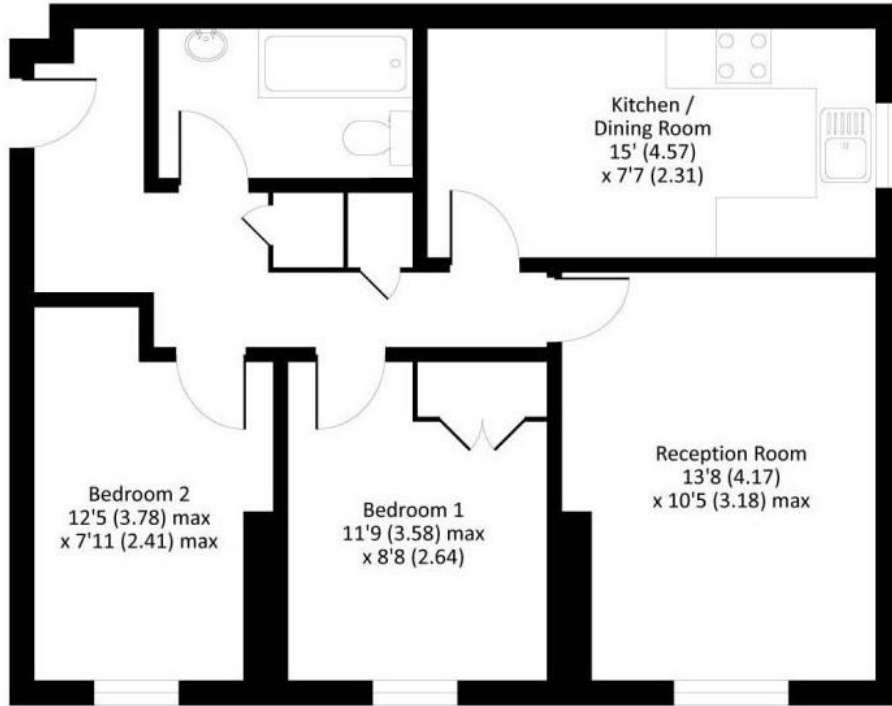 Kitchen /
Dining Room
15' (4.57)
x 7'7 (2.31)
Reception Room
13'8 (4.17)
x 10'5 (3.18) max
Bedroom 2
12'5 (3.78) max
x 7'11 (2.41) max
Bedroom 1
11'9 (3.58) max
x 8'8 (2.64)